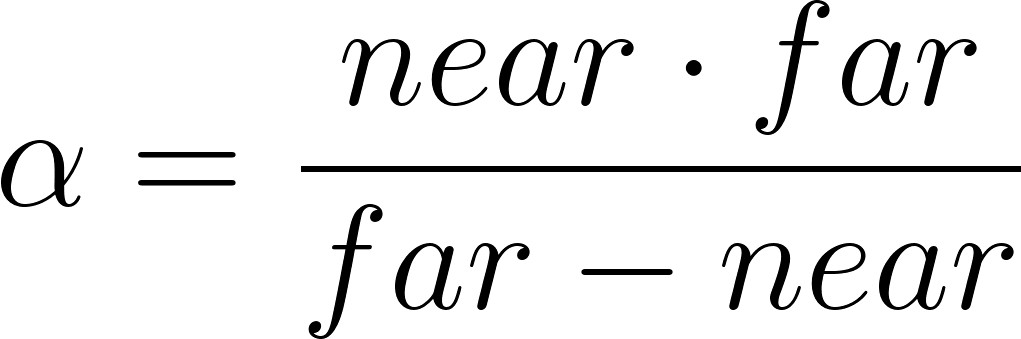 α = near · far / far − near